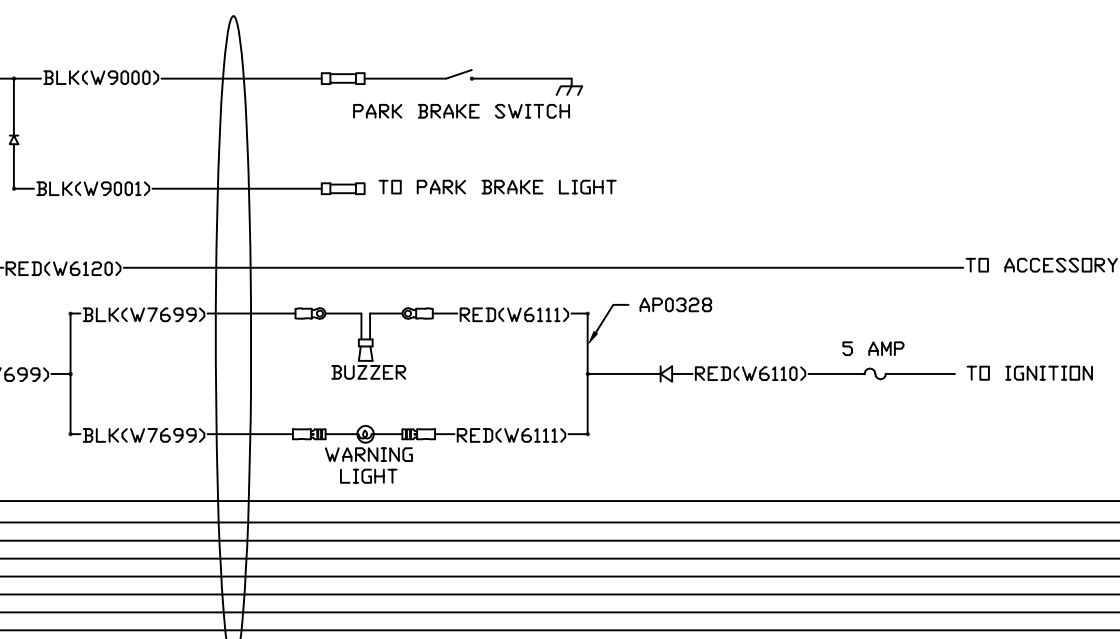 BLK(W9000)
PARK BRAKE SWITCH
BLK(W9001)
TO PARK BRAKE LIGHT
RED(W6120)
TO ACCESSORY
BLK(W7699)
RED(W6111)
AP0328
BUZZER
5 AMP
7699)
RED(W6110)
TO IGNITION
BLK(W7699)
RED(W6111)
WARNING
LIGHT